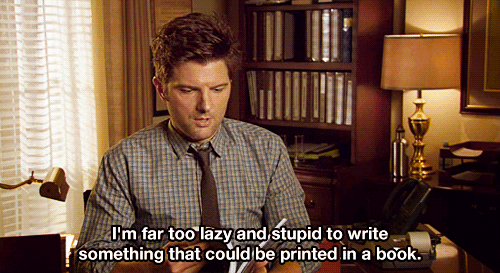 I'm far too lazy and stupid to write
something that could be printed in a book.